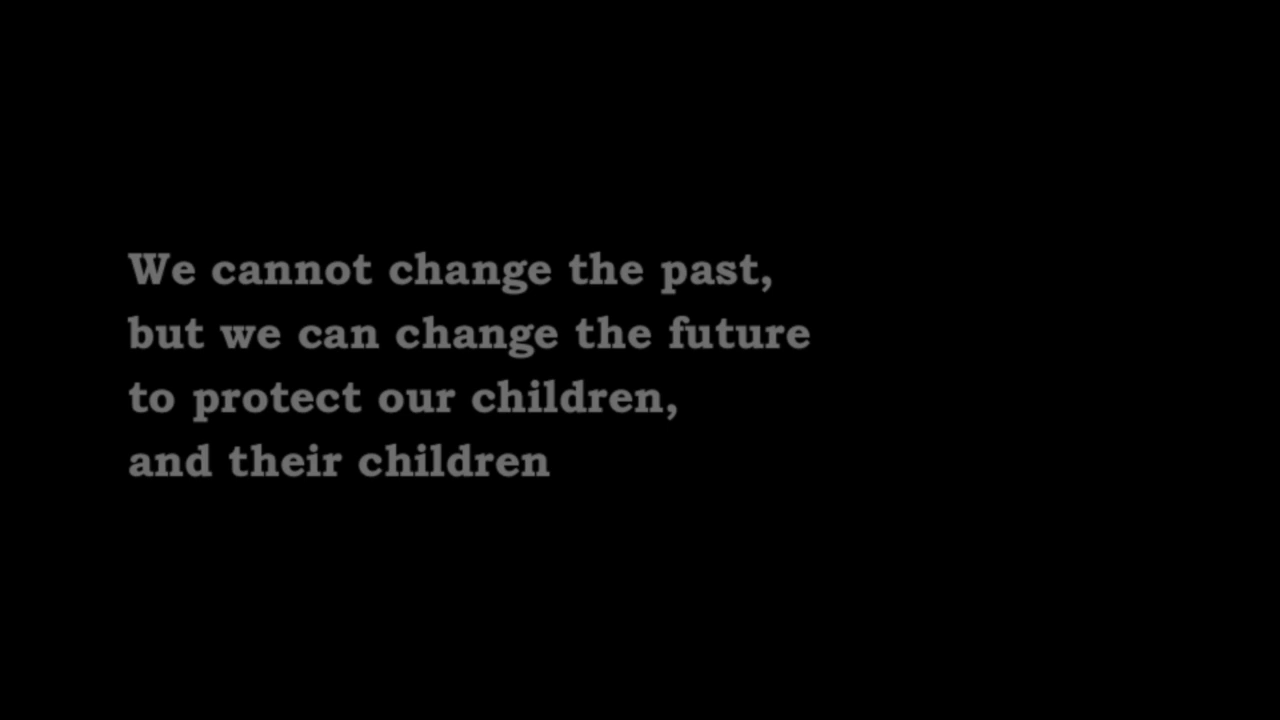 We cannot change the past,
but we can change the future
to protect our children,
and their children